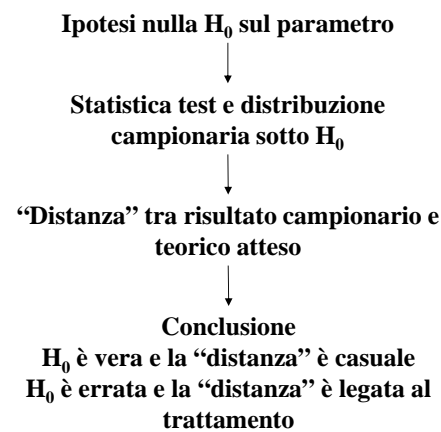 Ipotesi nulla H₀ sul parametro
Statistica test e distribuzione
campionaria sotto H₀
“Distanza” tra risultato campionario e
teorico atteso
Conclusione
H₀ è vera e la “distanza” è casuale
H₀ è errata e la “distanza” è legata al
trattamento